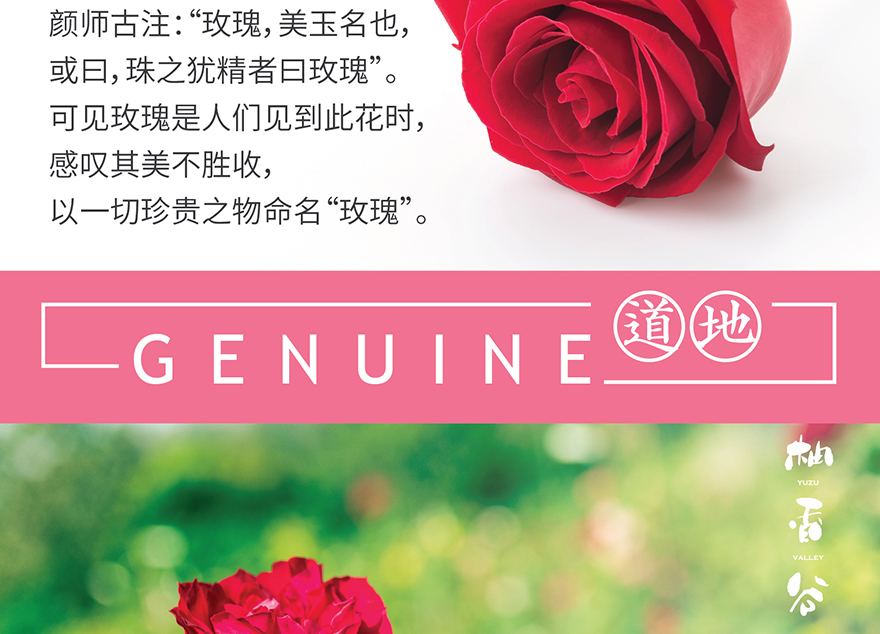 颜师古注：“玫瑰，美玉名也，
或曰，珠之犹精者曰玫瑰”。
可见玫瑰是人们见到此花时，
感叹其美不胜收，
以一切珍贵之物命名“玫瑰”。
GENUINE 道地
柚
YUZU
香
VALLEY
谷